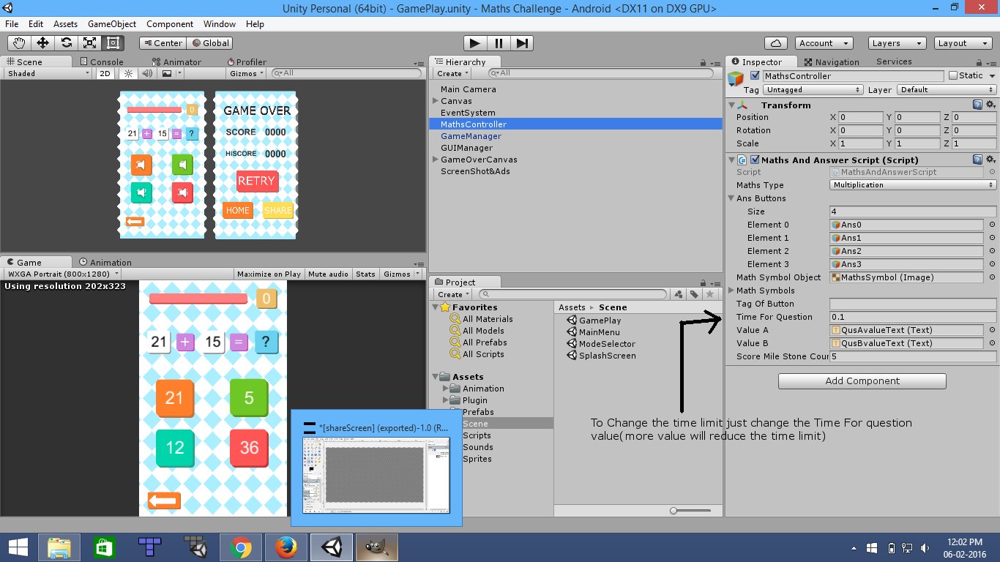 Unity Personal (64bit) - GamePlay.unity - Maths Challenge - Android <DX11 on DX9 GPU>
File Edit Assets GameObject Component Window Help
Center Global Account Layers Layout
Scene Console Animator Profiler
Shaded 2D Gizmos All
GAME OVER
0
SCORE 0000
21 + 15 = ?
HISCORE 0000
RETRY
HOME SHARE
Game Animation
WXGA Portrait (800x1280) Maximize on Play Mute audio Stats Gizmos
Using resolution 202x323
0
21 + 15 = ?
21 5
12 36
Hierarchy
Create All
Main Camera
Canvas
EventSystem
MathsController
GameManager
GUIManager
GameOverCanvas
ScreenShot&Ads
Project
Create
Favorites
All Materials
All Models
All Prefabs
All Scripts
Assets
Animation
Plugin
Prefabs
Scene
Scripts
Sounds
Sprites
Assets Scene
GamePlay
MainMenu
ModeSelector
SplashScreen
Inspector Navigation Services
MathsController Static
Tag Untagged Layer Default
Transform
Position X 0 Y 0 Z 0
Rotation X 0 Y 0 Z 0
Scale X 1 Y 1 Z 1
Maths And Answer Script (Script)
Script MathsAndAnswerScript
Maths Type Multiplication
Ans Buttons
Size 4
Element 0 Ans0
Element 1 Ans1
Element 2 Ans2
Element 3 Ans3
Math Symbol Object MathsSymbol (Image)
Math Symbols
Tag Of Button
Time For Question 0.1
Value A QusAvalueText (Text)
Value B QusBvalueText (Text)
Score Mile Stone Cour 5
Add Component
To Change the time limit just change the Time For question
value(more value will reduce the time limit)
*[shareScreen] (exported)-1.0 (R...
12:02 PM
06-02-2016